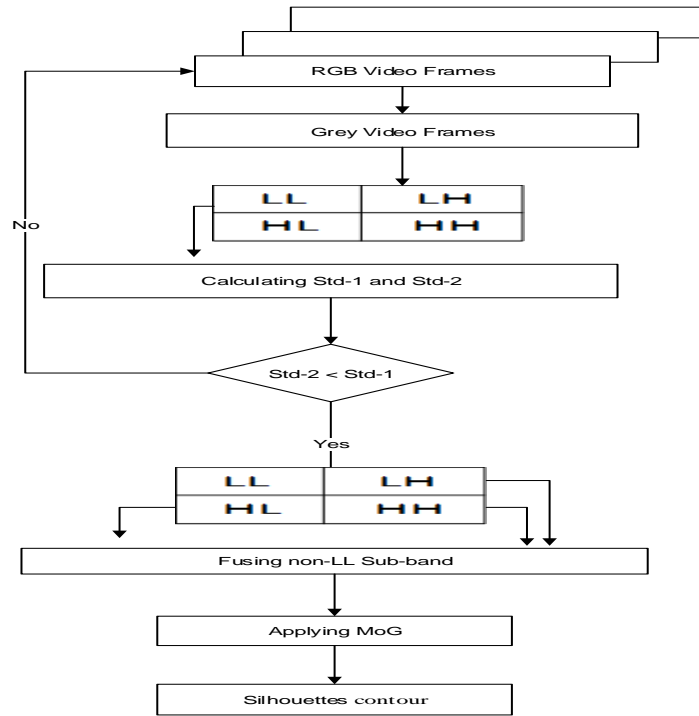 RGB Video Frames
Grey Video Frames
LL LH
HL HH
No
Calculating Std-1 and Std-2
Std-2 < Std-1
Yes
LL LH
HL HH
Fusing non-LL Sub-band
Applying MoG
Silhouettes contour